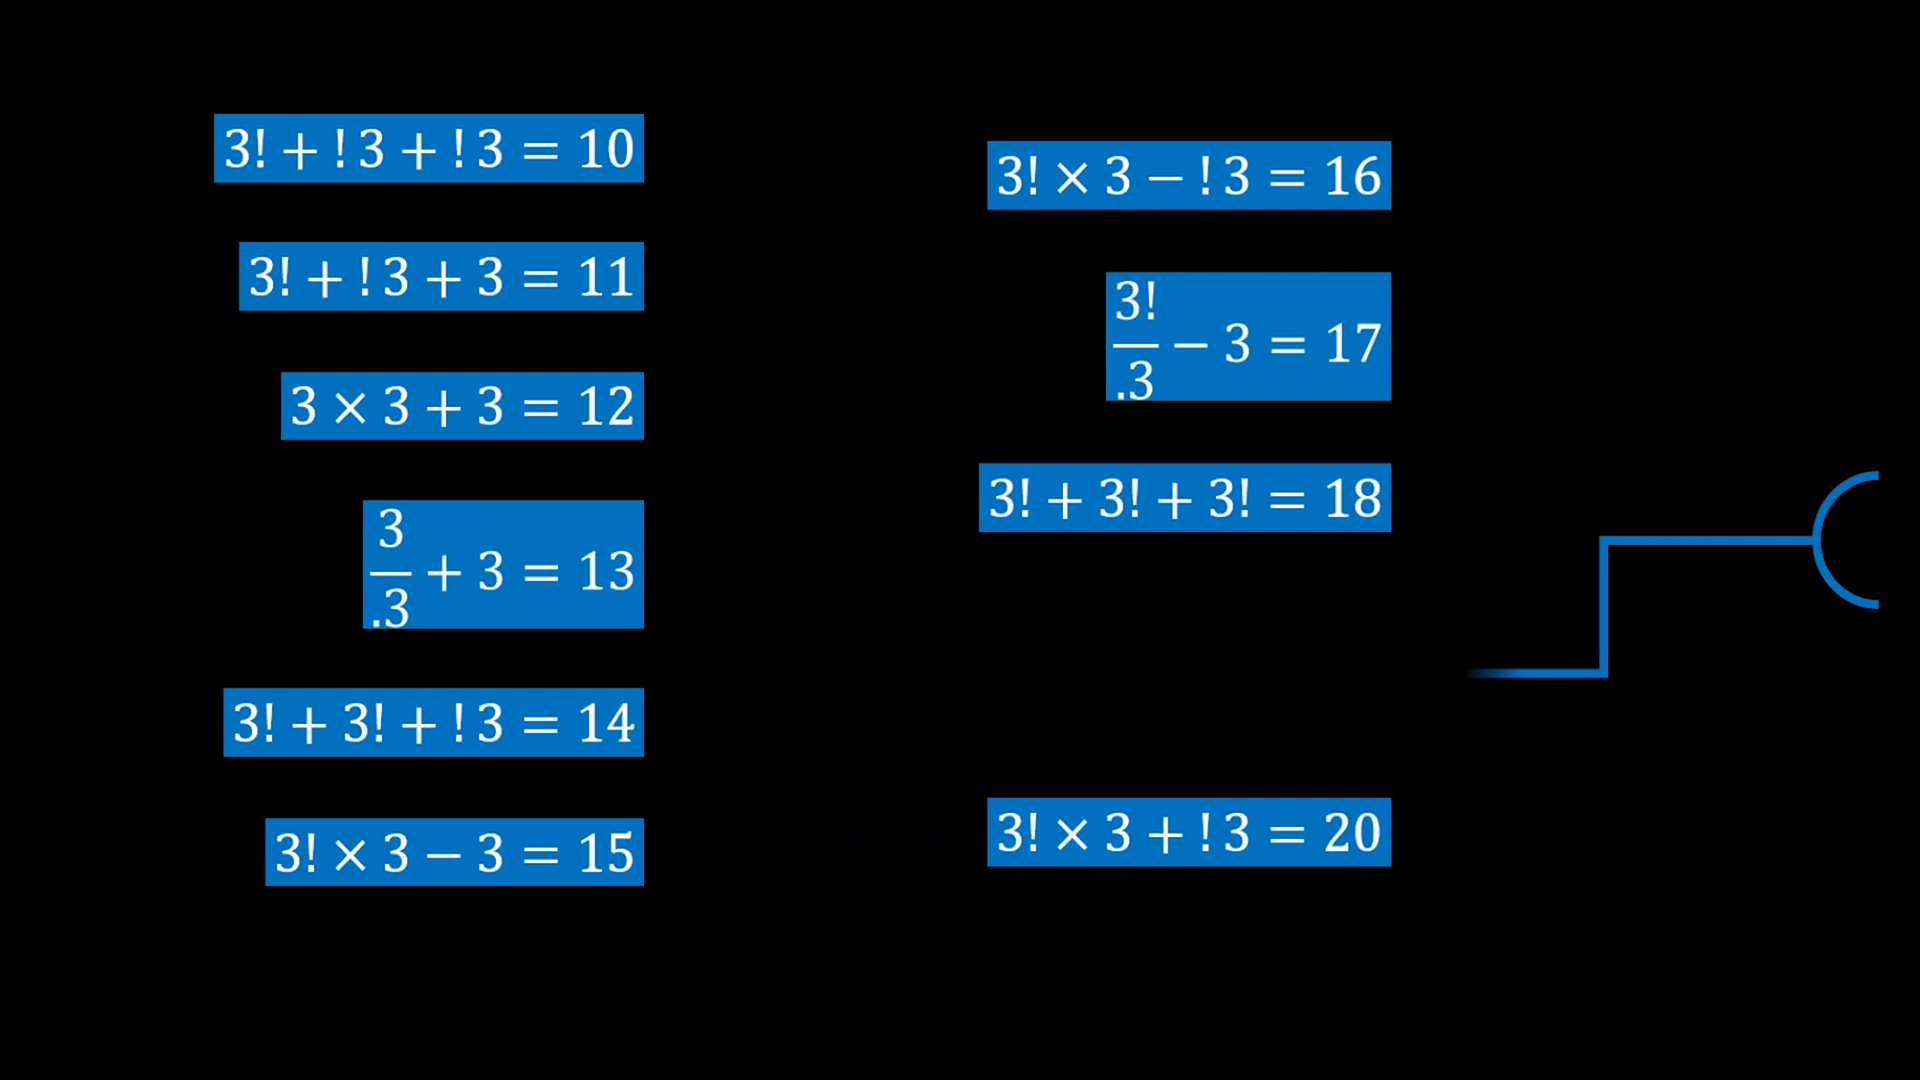 3! + !3 + !3 = 10
3! + !3 + 3 = 11
3 × 3 + 3 = 12
3
/
.3 + 3 = 13
3! + 3! + !3 = 14
3! × 3 − 3 = 15
3! × 3 − !3 = 16
3!
/
.3 − 3 = 17
3! + 3! + 3! = 18
3! × 3 + !3 = 20